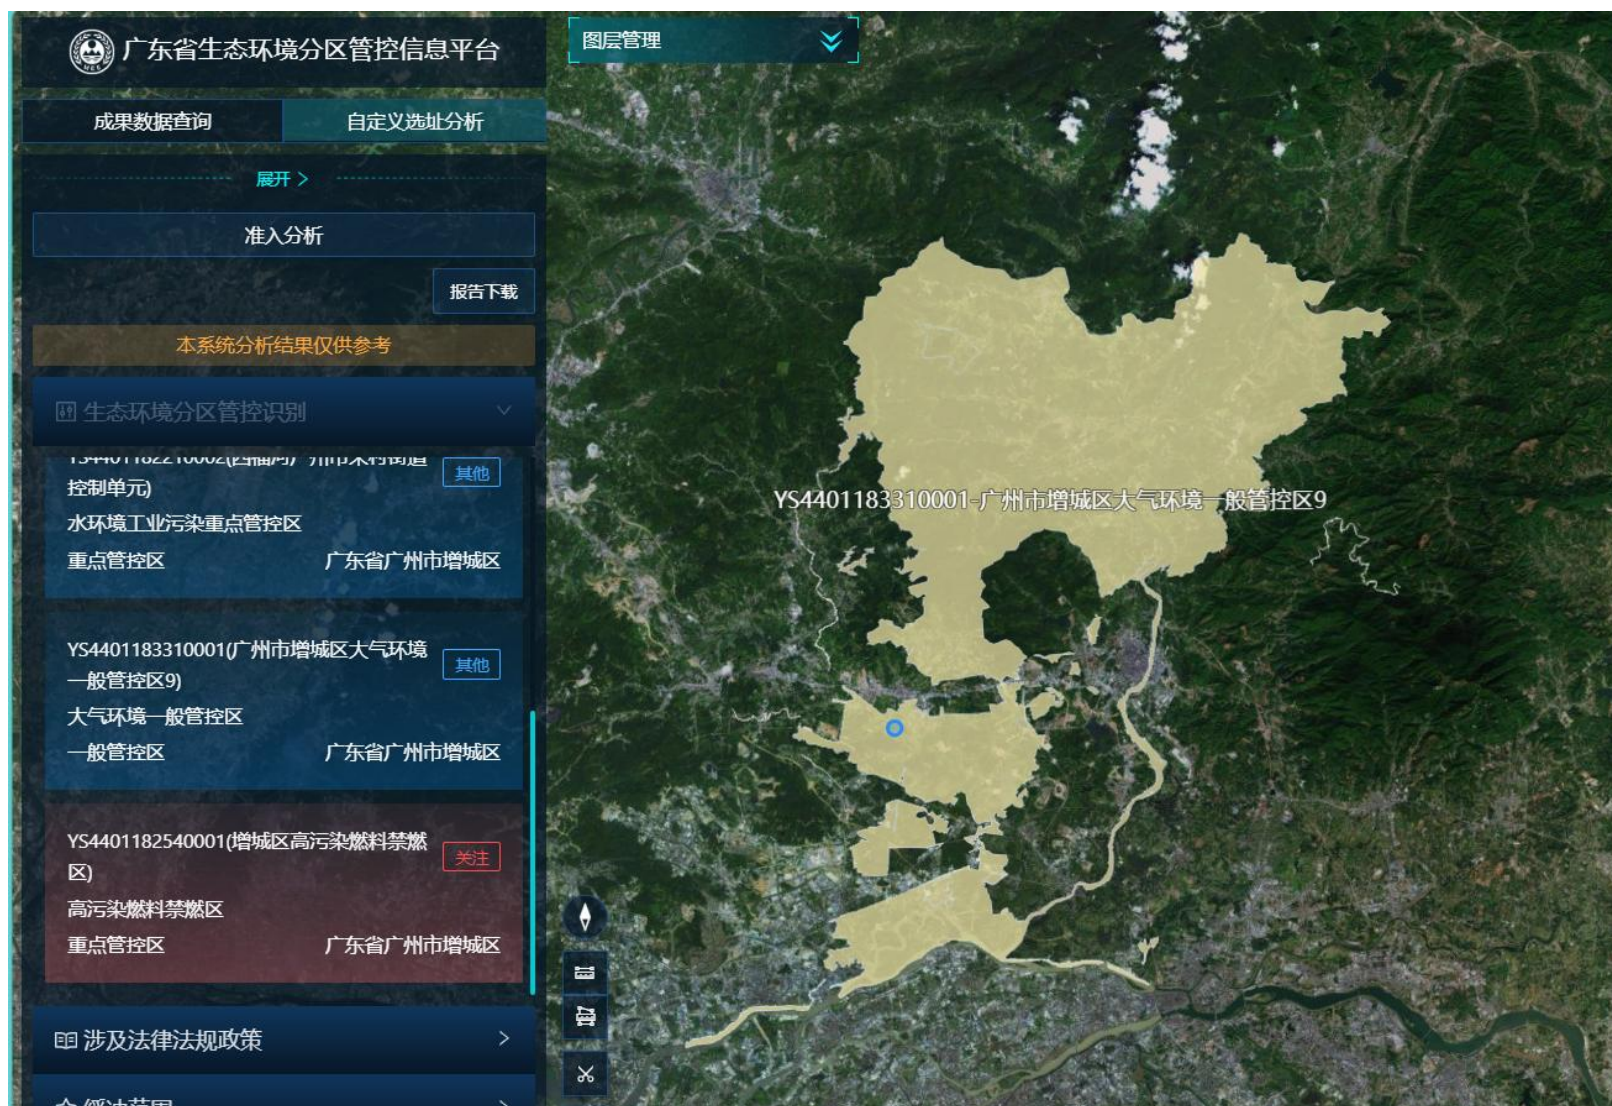 广东省生态环境分区管控信息平台
图层管理
成果数据查询
自定义选址分析
展开 >
准入分析
报告下载
本系统分析结果仅供参考
生态环境分区管控识别
控制单元)
其他
水环境工业污染重点管控区
重点管控区
广东省广州市增城区
YS4401183310001(广州市增城区大气环境
一般管控区9)
其他
大气环境一般管控区
一般管控区
广东省广州市增城区
YS4401182540001(增城区高污染燃料禁燃
区)
关注
高污染燃料禁燃区
重点管控区
广东省广州市增城区
涉及法律法规政策
YS4401183310001-广州市增城区大气环境一般管控区9